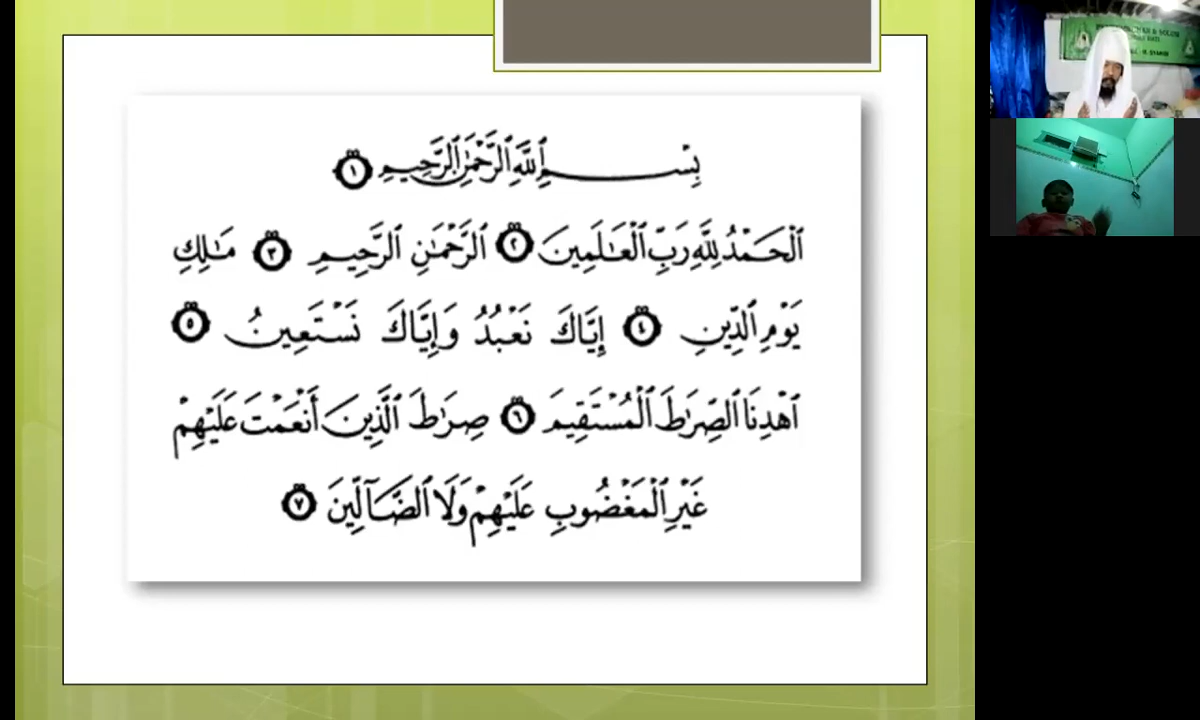 بِسْمِ ٱللَّهِ ٱلرَّحْمَٰنِ ٱلرَّحِيمِ ١
ٱلْحَمْدُ لِلَّهِ رَبِّ ٱلْعَالَمِينَ ٢ ٱلرَّحْمَٰنِ ٱلرَّحِيمِ ٣ مَٰلِكِ
يَوْمِ ٱلدِّينِ ٤ إِيَّاكَ نَعْبُدُ وَإِيَّاكَ نَسْتَعِينُ ٥
ٱهْدِنَا ٱلصِّرَٰطَ ٱلْمُسْتَقِيمَ ٦ صِرَٰطَ ٱلَّذِينَ أَنْعَمْتَ عَلَيْهِمْ
غَيْرِ ٱلْمَغْضُوبِ عَلَيْهِمْ وَلَا ٱلضَّآلِّينَ ٧